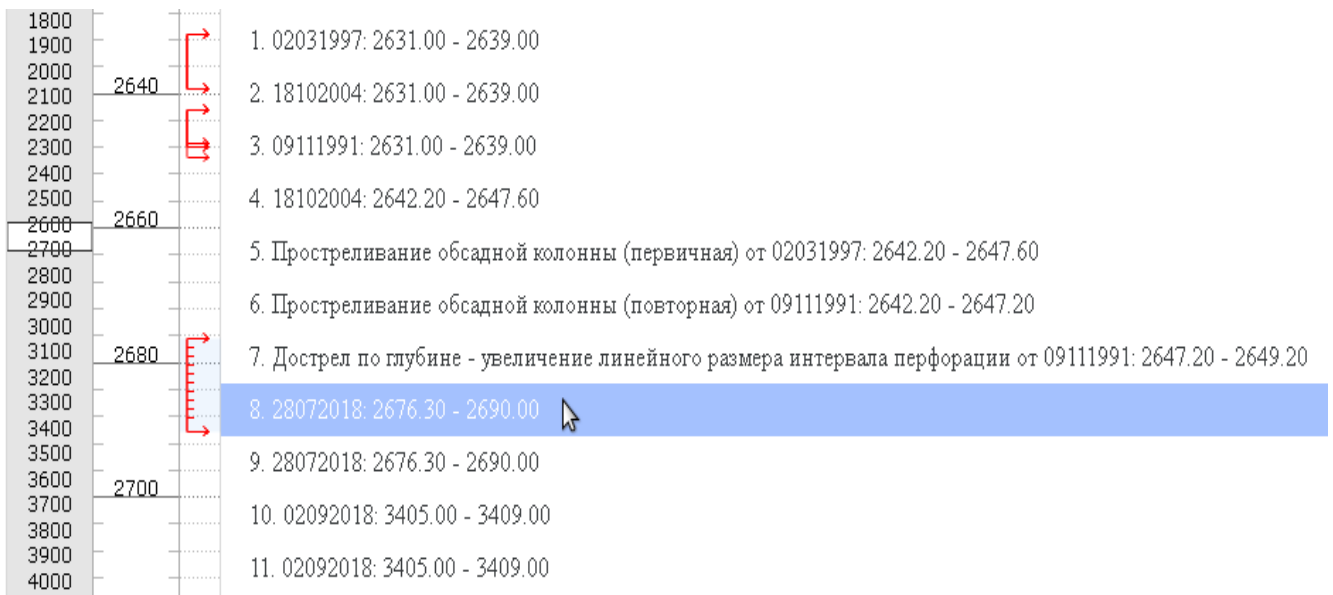 1800
1900
2000
2100
2200
2300
2400
2500
2600
2700
2800
2900
3000
3100
3200
3300
3400
3500
3600
3700
3800
3900
4000
2640
2660
2680
2700
1. 02031997: 2631.00 - 2639.00
2. 18102004: 2631.00 - 2639.00
3. 09111991: 2631.00 - 2639.00
4. 18102004: 2642.20 - 2647.60
5. Простреливание обсадной колонны (первичная) от 02031997: 2642.20 - 2647.60
6. Простреливание обсадной колонны (повторная) от 09111991: 2642.20 - 2647.20
7. Дострел по глубине - увеличение линейного размера интервала перфорации от 09111991: 2647.20 - 2649.20
8. 28072018: 2676.30 - 2690.00
9. 28072018: 2676.30 - 2690.00
10. 02092018: 3405.00 - 3409.00
11. 02092018: 3405.00 - 3409.00